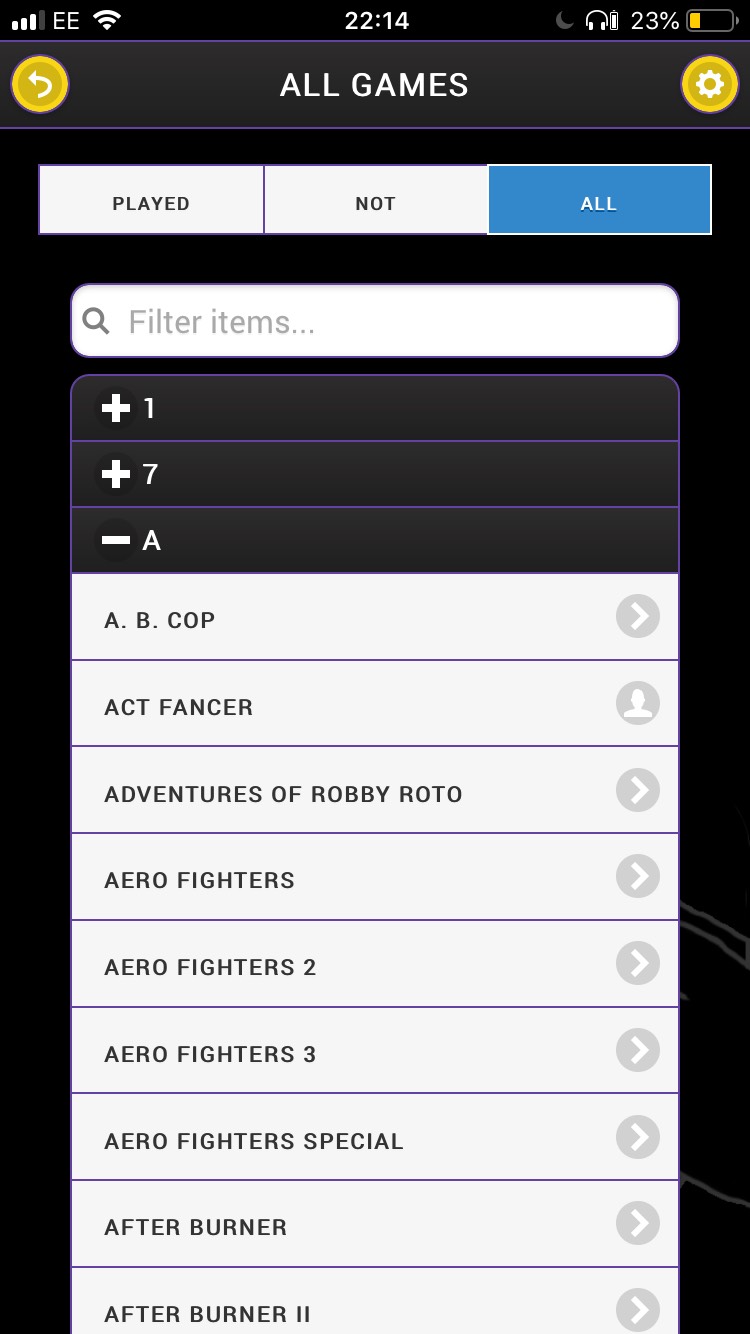 EE 22:14 23%
ALL GAMES
PLAYED NOT ALL
Filter items...
1
7
A
A. B. COP
ACT FANCER
ADVENTURES OF ROBBY ROTO
AERO FIGHTERS
AERO FIGHTERS 2
AERO FIGHTERS 3
AERO FIGHTERS SPECIAL
AFTER BURNER
AFTER BURNER II